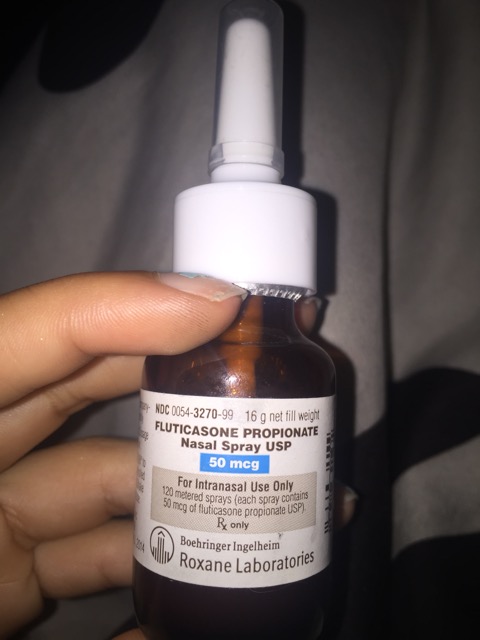 NDC 0054-3270-99 16 g net fill weight
FLUTICASONE PROPIONATE
Nasal Spray USP
50 mcg
For Intranasal Use Only
120 metered sprays (each spray contains
50 mcg of fluticasone propionate USP).
Rx only
Boehringer Ingelheim
Roxane Laboratories